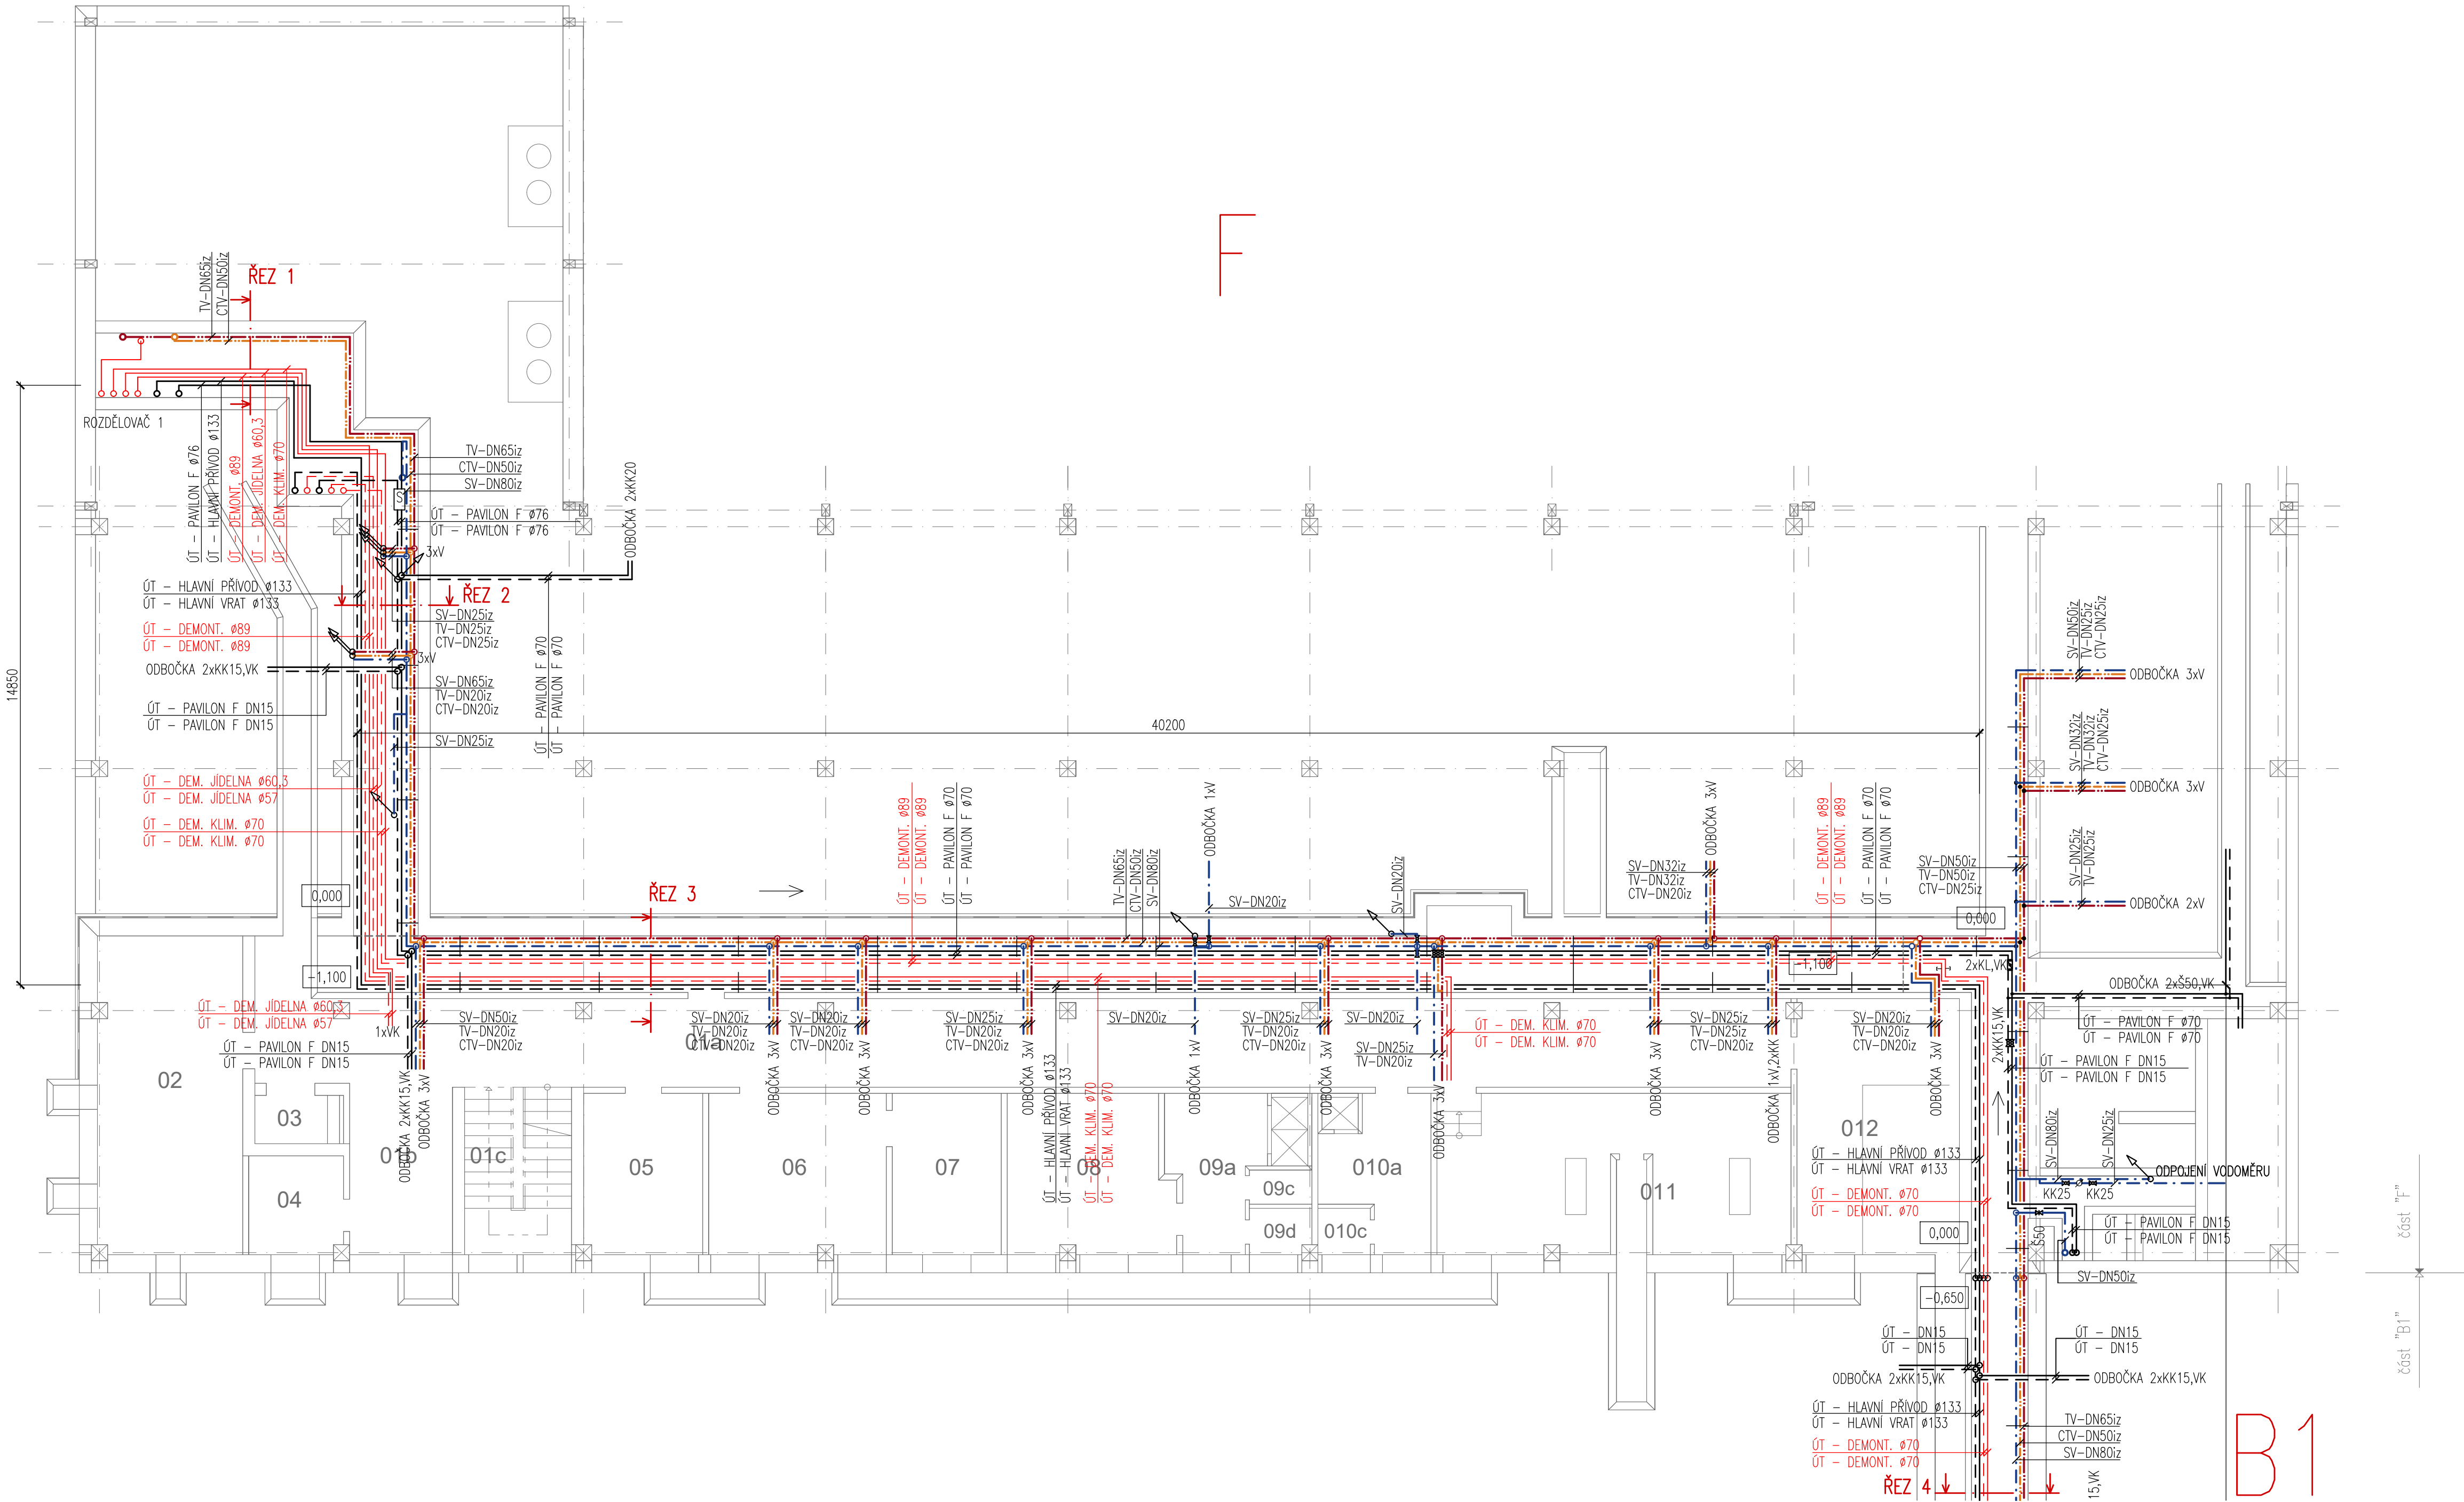 F
TV-DN65iz
CTV-DN50iz
ŘEZ 1
ROZDĚLOVAČ 1
ÚT - PAVILON F ø76
ÚT - HLAVNÍ PŘÍVOD ø133
ÚT - DEMONT. ø89
ÚT - DEM. JÍDELNA ø60,3
ÚT - DEM. KLIM. ø70
TV-DN65iz
CTV-DN50iz
SV-DN80iz
S
ÚT - PAVILON F ø76
ÚT - PAVILON F ø76
ODBOČKA 2xKK20
3xV
ÚT - HLAVNÍ PŘÍVOD ø133
ÚT - HLAVNÍ VRAT ø133
ŘEZ 2
SV-DN25iz
TV-DN25iz
CTV-DN25iz
ÚT - DEMONT. ø89
ÚT - DEMONT. ø89
3xV
ODBOČKA 2xKK15,VK
SV-DN65iz
TV-DN20iz
CTV-DN20iz
ÚT - PAVILON F ø70
ÚT - PAVILON F ø70
ÚT - PAVILON F DN15
ÚT - PAVILON F DN15
SV-DN25iz
14850
40200
ÚT - DEM. JÍDELNA ø60,3
ÚT - DEM. JÍDELNA ø57
ÚT - DEM. KLIM. ø70
ÚT - DEM. KLIM. ø70
0,000
-1,100
ŘEZ 3
ÚT - DEMONT. ø89
ÚT - DEMONT. ø89
ÚT - PAVILON F ø70
ÚT - PAVILON F ø70
TV-DN65iz
CTV-DN50iz
SV-DN80iz
ODBOČKA 1xV
SV-DN20iz
SV-DN20iz
SV-DN32iz
TV-DN32iz
CTV-DN20iz
ODBOČKA 3xV
ÚT - DEMONT. ø89
ÚT - DEMONT. ø89
ÚT - PAVILON F ø70
ÚT - PAVILON F ø70
SV-DN50iz
TV-DN50iz
CTV-DN25iz
0,000
-1,100
SV-DN50iz
TV-DN25iz
CTV-DN25iz
ODBOČKA 3xV
SV-DN32iz
TV-DN32iz
CTV-DN25iz
ODBOČKA 3xV
SV-DN25iz
TV-DN25iz
ODBOČKA 2xV
2xKL,VK
ODBOČKA 2xŠ50,VK
ÚT - PAVILON F ø70
ÚT - PAVILON F ø70
2xKK15,VK
ÚT - PAVILON F DN15
ÚT - PAVILON F DN15
ÚT - DEM. JÍDELNA ø60,3
ÚT - DEM. JÍDELNA ø57
1xVK
ÚT - PAVILON F DN15
ÚT - PAVILON F DN15
SV-DN50iz
TV-DN20iz
CTV-DN20iz
ODBOČKA 2xKK15,VK
ODBOČKA 3xV
SV-DN20iz
TV-DN20iz
CTV-DN20iz
ODBOČKA 3xV
SV-DN20iz
TV-DN20iz
CTV-DN20iz
ODBOČKA 3xV
SV-DN25iz
TV-DN20iz
CTV-DN20iz
ODBOČKA 3xV
ÚT - HLAVNÍ PŘÍVOD ø133
ÚT - HLAVNÍ VRAT ø133
ÚT - DEM. KLIM. ø70
ÚT - DEM. KLIM. ø70
SV-DN20iz
ODBOČKA 1xV
SV-DN25iz
TV-DN20iz
CTV-DN20iz
ODBOČKA 3xV
SV-DN20iz
SV-DN25iz
TV-DN20iz
ODBOČKA 3xV
ÚT - DEM. KLIM. ø70
ÚT - DEM. KLIM. ø70
ODBOČKA 3xV
SV-DN25iz
TV-DN25iz
CTV-DN20iz
ODBOČKA 1xV,2xKK
SV-DN20iz
TV-DN20iz
CTV-DN20iz
ODBOČKA 3xV
01a
02
03
01b
01c
04
05
06
07
08
09a
09c
09d
010a
010c
011
012
ÚT - HLAVNÍ PŘÍVOD ø133
ÚT - HLAVNÍ VRAT ø133
ÚT - DEMONT. ø70
ÚT - DEMONT. ø70
0,000
-0,650
SV-DN80iz
SV-DN25iz
ODPOJENÍ VODOMĚRU
KK25
KK25
Š50
ÚT - PAVILON F DN15
ÚT - PAVILON F DN15
SV-DN50iz
část "F"
část "B1"
ÚT - DN15
ÚT - DN15
ÚT - DN15
ÚT - DN15
ODBOČKA 2xKK15,VK
ODBOČKA 2xKK15,VK
ÚT - HLAVNÍ PŘÍVOD ø133
ÚT - HLAVNÍ VRAT ø133
ÚT - DEMONT. ø70
ÚT - DEMONT. ø70
TV-DN65iz
CTV-DN50iz
SV-DN80iz
ŘEZ 4
15,VK
B1